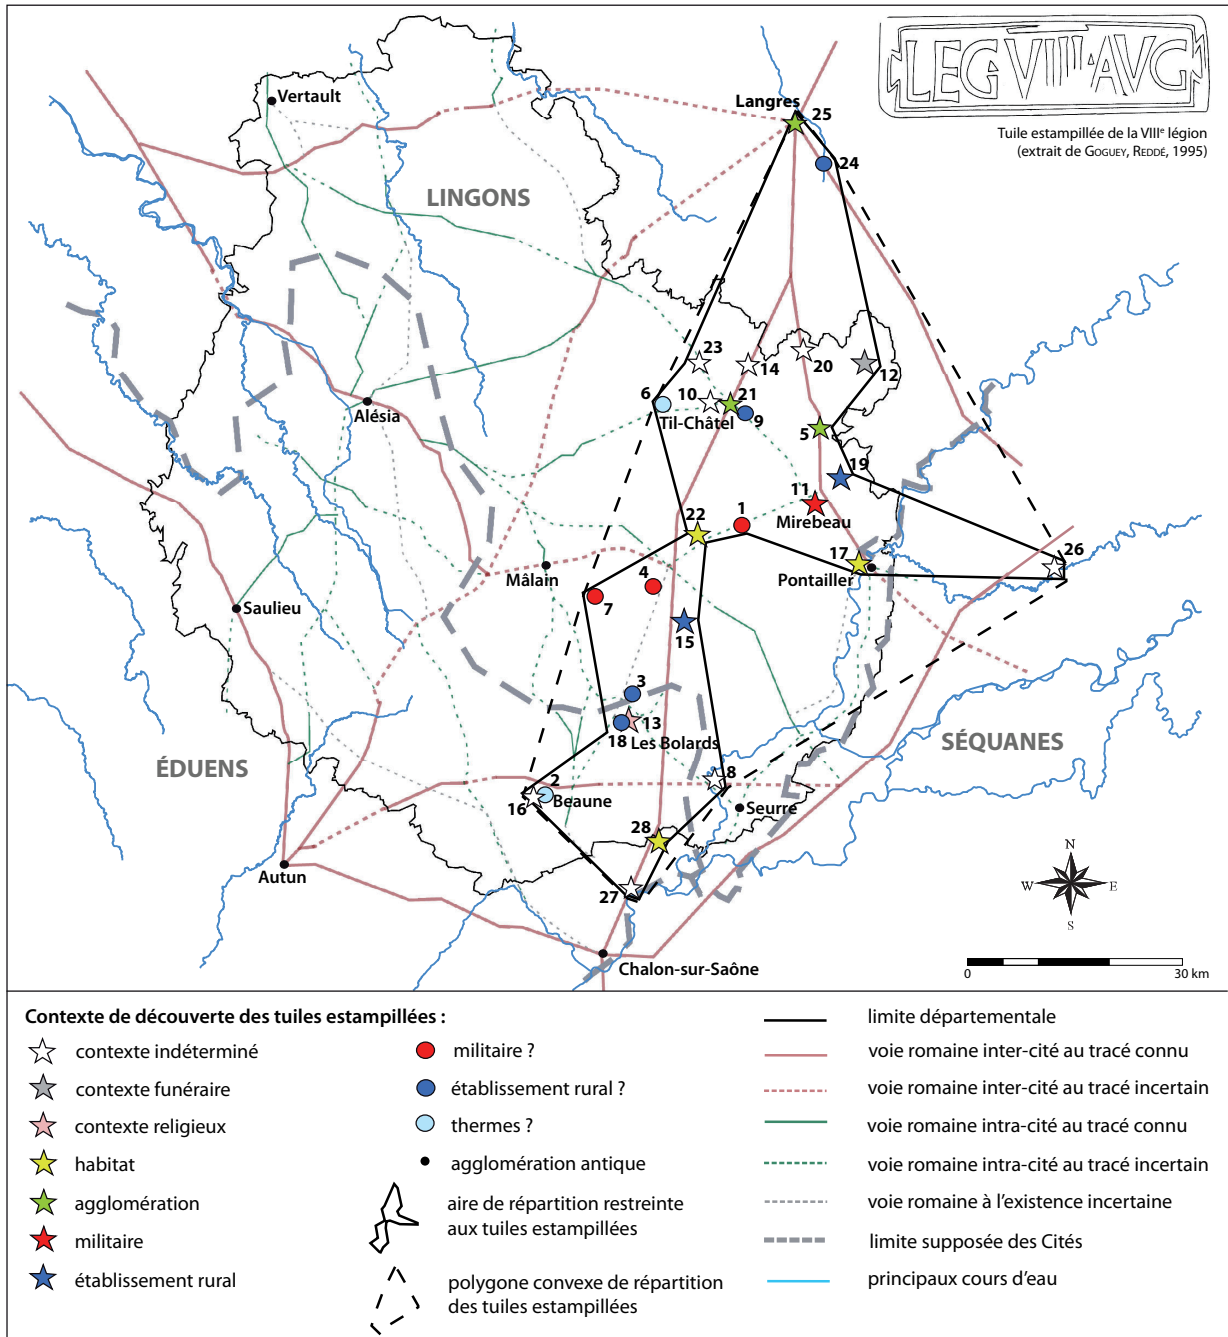 LEG VIIII AVG
Tuile estampillée de la VIIIe légion
(extrait de GOGUEY, REDDÉ, 1995)
Vertault
Langres
25
24
LINGONS
23
14
20
12
6
10
21
Til-Châtel
9
5
Alésia
19
11
Mirebeau
22
1
26
17
Pontailler
Mâlain
4
7
Saulieu
15
3
13
18
Les Bolards
ÉDUENS
SÉQUANES
2
8
16
Beaune
Seurre
28
Autun
27
Chalon-sur-Saône
N
W
E
S
0
30 km
Contexte de découverte des tuiles estampillées :
contexte indéterminé
contexte funéraire
contexte religieux
habitat
agglomération
militaire
établissement rural
militaire ?
établissement rural ?
thermes ?
agglomération antique
aire de répartition restreinte
aux tuiles estampillées
polygone convexe de répartition
des tuiles estampillées
limite départementale
voie romaine inter-cité au tracé connu
voie romaine inter-cité au tracé incertain
voie romaine intra-cité au tracé connu
voie romaine intra-cité au tracé incertain
voie romaine à l'existence incertaine
limite supposée des Cités
principaux cours d'eau